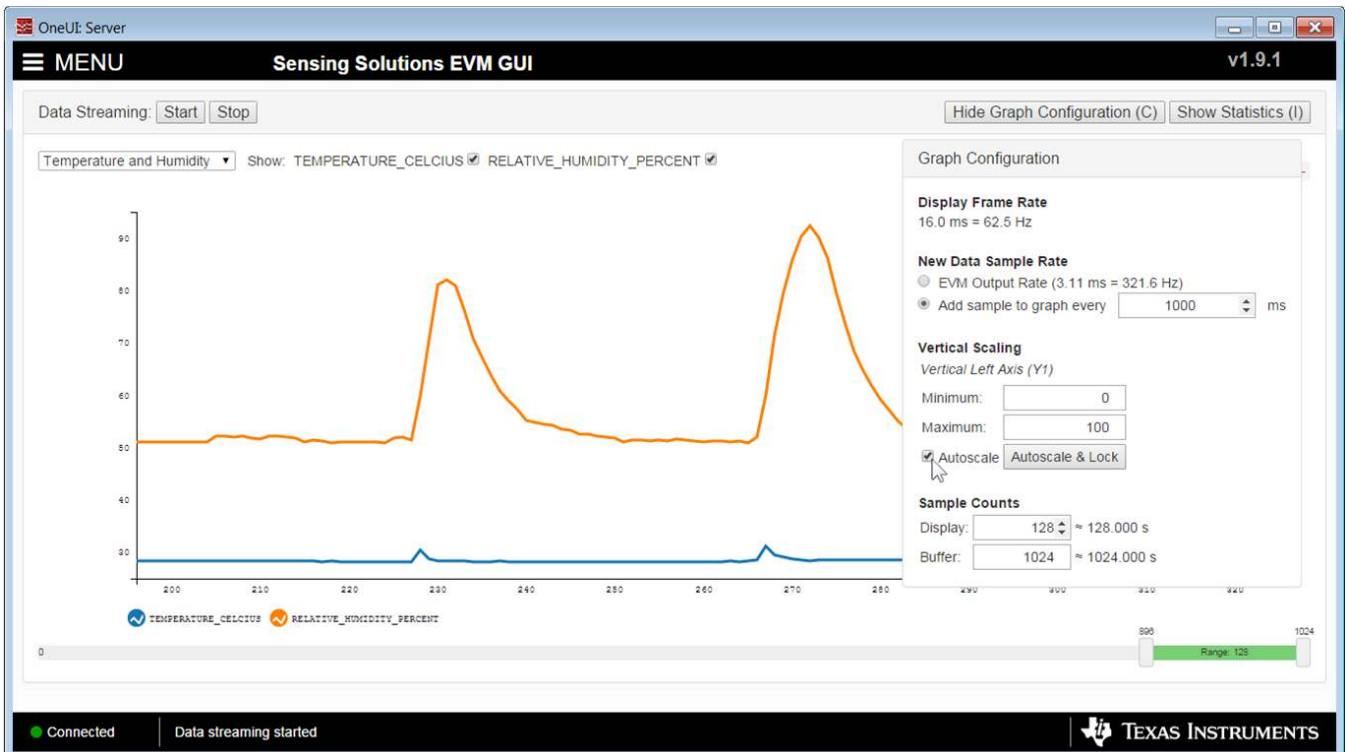 OneUI: Server
MENU Sensing Solutions EVM GUI v1.9.1
Data Streaming: Start Stop Hide Graph Configuration (C) Show Statistics (I)
Temperature and Humidity Show: TEMPERATURE_CELCIUS RELATIVE_HUMIDITY_PERCENT
Graph Configuration
Display Frame Rate
16.0 ms = 62.5 Hz
New Data Sample Rate
EVM Output Rate (3.11 ms = 321.6 Hz)
Add sample to graph every 1000 ms
Vertical Scaling
Vertical Left Axis (Y1)
Minimum: 0
Maximum: 100
Autoscale Autoscale & Lock
Sample Counts
Display: 128 ≈ 128.000 s
Buffer: 1024 ≈ 1024.000 s
90
80
70
60
50
40
30
200 210 220 230 240 250 260 270 280 290 300 310 320
TEMPERATURE_CELCIUS RELATIVE_HUMIDITY_PERCENT
896 1024
0 Range: 128
Connected Data streaming started TEXAS INSTRUMENTS